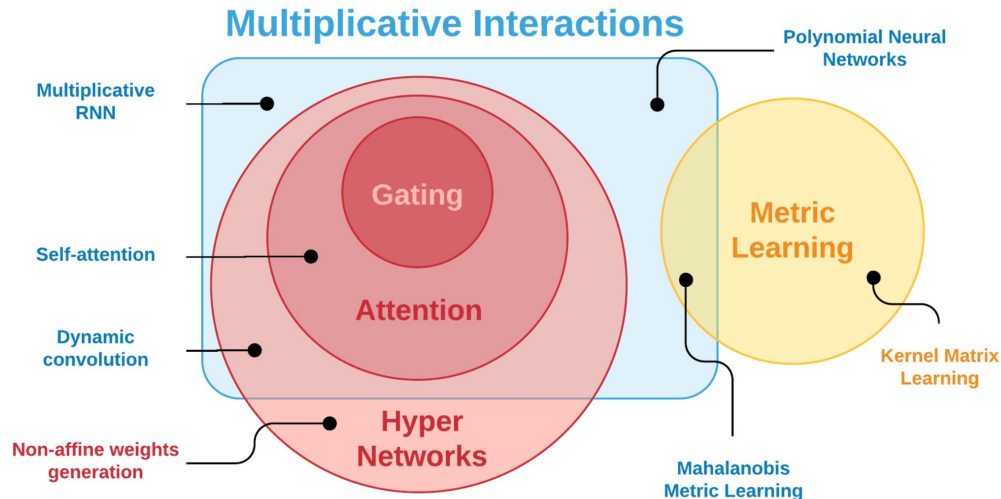 Multiplicative Interactions
Polynomial Neural
Networks
Multiplicative
RNN
Gating
Metric
Learning
Self-attention
Attention
Dynamic
convolution
Kernel Matrix
Learning
Hyper
Networks
Non-affine weights
generation
Mahalanobis
Metric Learning